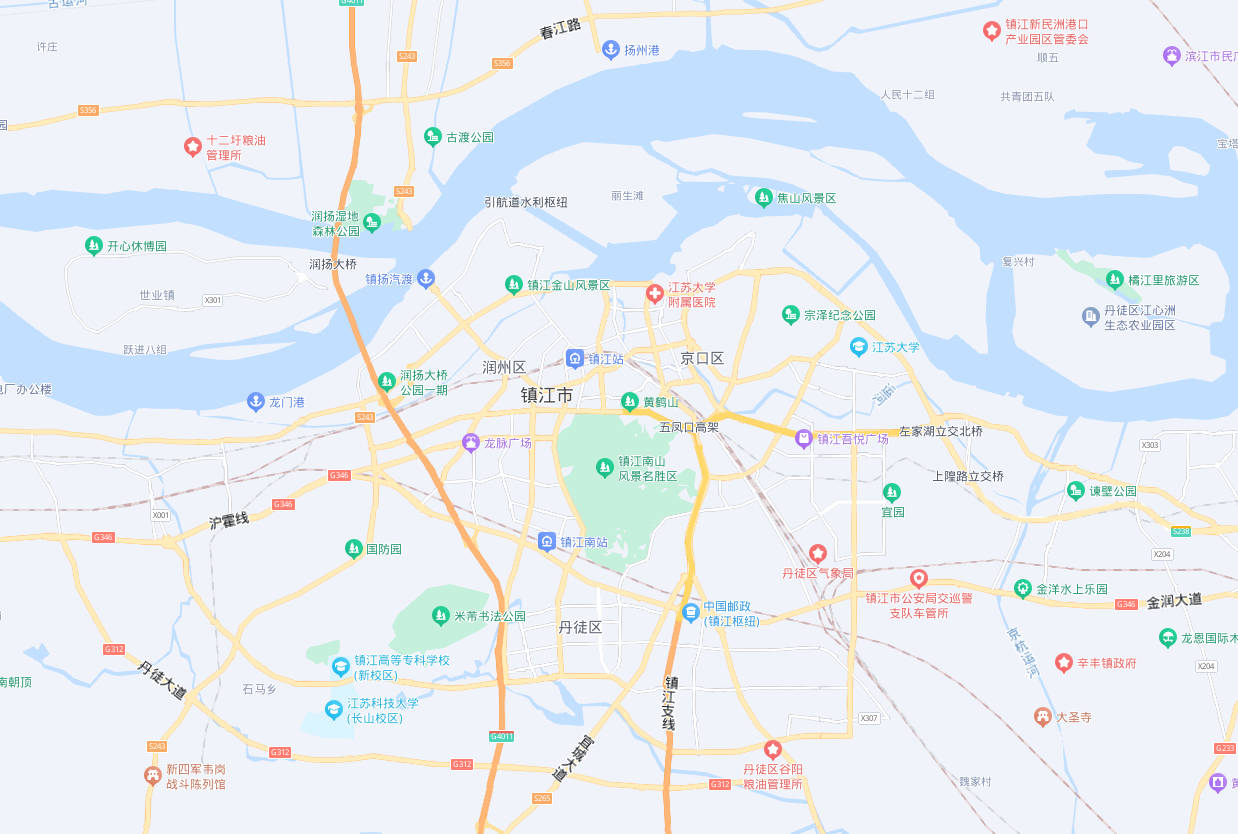 古运河
G4011
许庄
春江路
扬州港
S243
S356
镇江新民洲港口
产业园区管委会
顺五
滨江市民广
人民十二组
共青团五队
S356
十二圩粮油
管理所
古渡公园
宝塔
S243
引航道水利枢纽
丽生滩
焦山风景区
润扬湿地
森林公园
开心休博园
润扬大桥
镇扬汽渡
世业镇
X301
镇江金山风景区
江苏大学
附属医院
复兴村
橘江里旅游区
丹徒区江心洲
生态农业园区
宗泽纪念公园
江苏大学
跃进八组
润州区
镇江站
京口区
电厂办公楼
龙门港
润扬大桥
公园一期
镇江市
黄鹤山
运河
S243
五凤口高架
龙脉广场
镇江吾悦广场
左家湖立交北桥
X303
G346
镇江南山
风景名胜区
上隍路立交桥
谏壁公园
G346
X001
沪霍线
宜园
S238
G346
国防园
镇江南站
X204
丹徒区气象局
镇江市公安局交巡警
支队车管所
金洋水上乐园
G346
金润大道
米芾书法公园
中国邮政
(镇江枢纽)
丹徒区
京杭运河
龙恩国际木
G312
镇江高等专科学校
(新校区)
辛丰镇政府
X204
丹徒大道
南朝顶
石马乡
江苏科技大学
(长山校区)
镇江支线
X307
大圣寺
S243
G312
G4011
官城大道
G233
新四军韦岗
战斗陈列馆
G312
丹徒区谷阳
粮油管理所
G312
S265
魏家村
黄